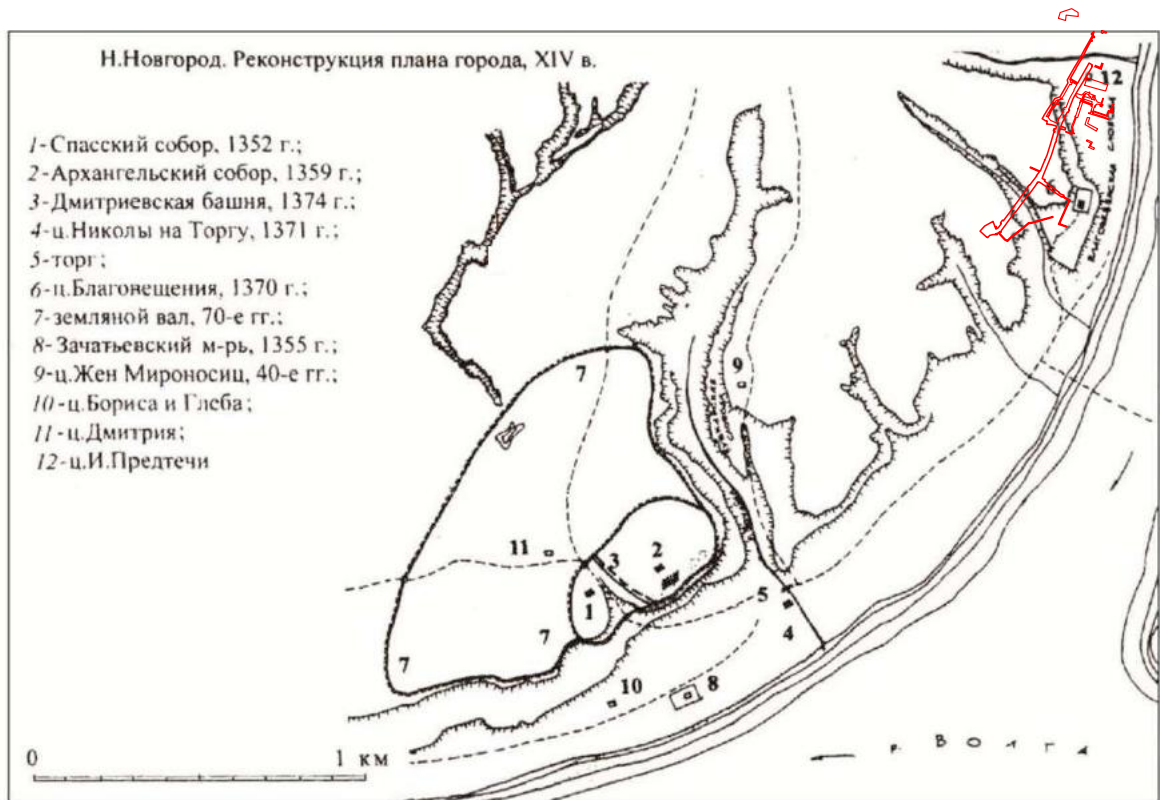 Н.Новгород. Реконструкция плана города, XIV в.
1-Спасский собор, 1352 г.;
2-Архангельский собор, 1359 г.;
3-Дмитриевская башня, 1374 г.;
4-ц.Николы на Торгу, 1371 г.;
5-торг;
6-ц.Благовещения, 1370 г.;
7-земляной вал, 70-е гг.;
8-Зачатьевский м-рь, 1355 г.;
9-ц.Жен Мироносиц, 40-е гг.;
10-ц.Бориса и Глеба;
11-ц.Дмитрия;
12-ц.И.Предтечи
12
6
БЛАГОВЕЩЕНСКАЯ СЛОБОДА
9
7
11
3
2
1
5
4
7
7
10
8
0 1 км
р. ВОЛГА